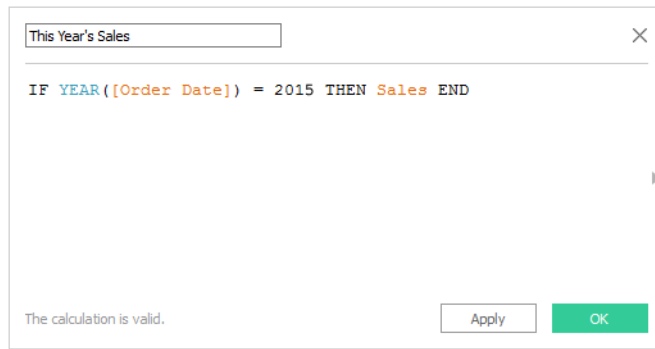 This Year's Sales
IF YEAR([Order Date]) = 2015 THEN Sales END
The calculation is valid.
Apply
OK